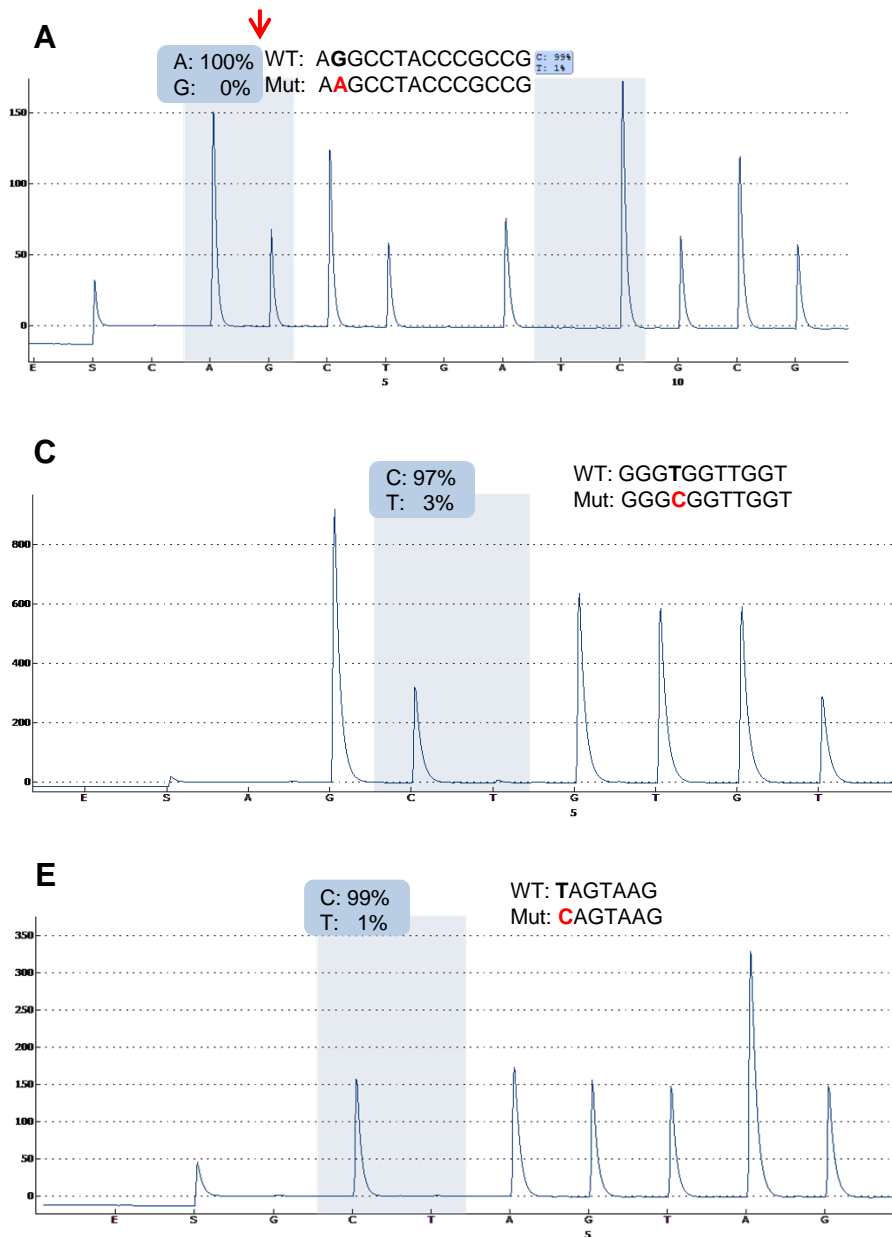 A
A: 100%
G: 0%
WT: AGGCCTACCCGCCG
Mut: AAGCCTACCCGCCG
C: 99%
T: 1%
150
100
50
0
E S C A G C T G A T C G C G
5 10
C
C: 97%
T: 3%
WT: GGGTGGTTGGT
Mut: GGGCGGTTGGT
800
600
400
200
0
E S A G C T G T G T
5
E
C: 99%
T: 1%
WT: TAGTAAG
Mut: CAGTAAG
350
300
250
200
150
100
50
0
E S G C T A G T A G
5